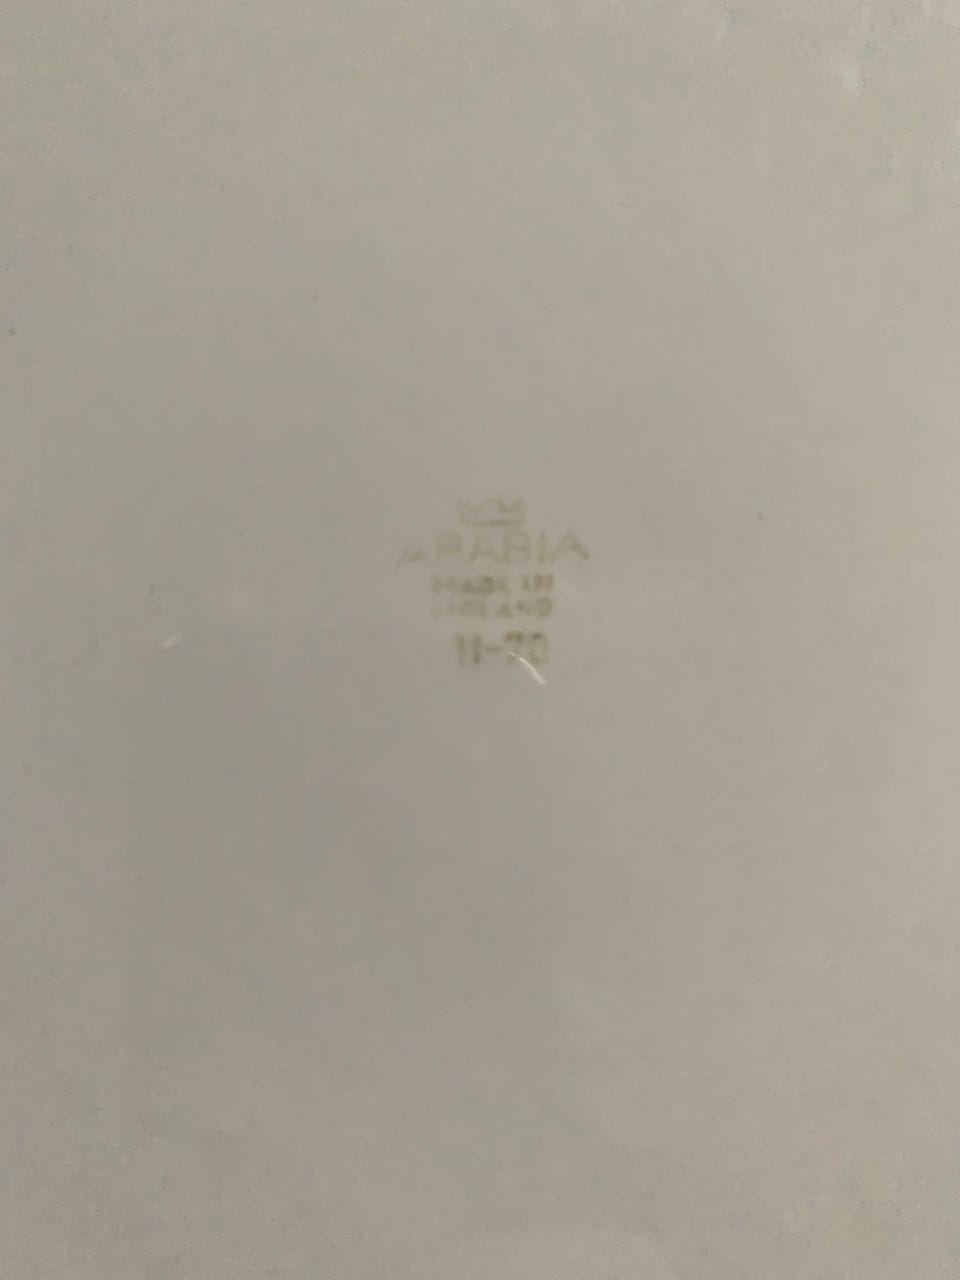 ARABIA
MADE IN
FINLAND
11-70